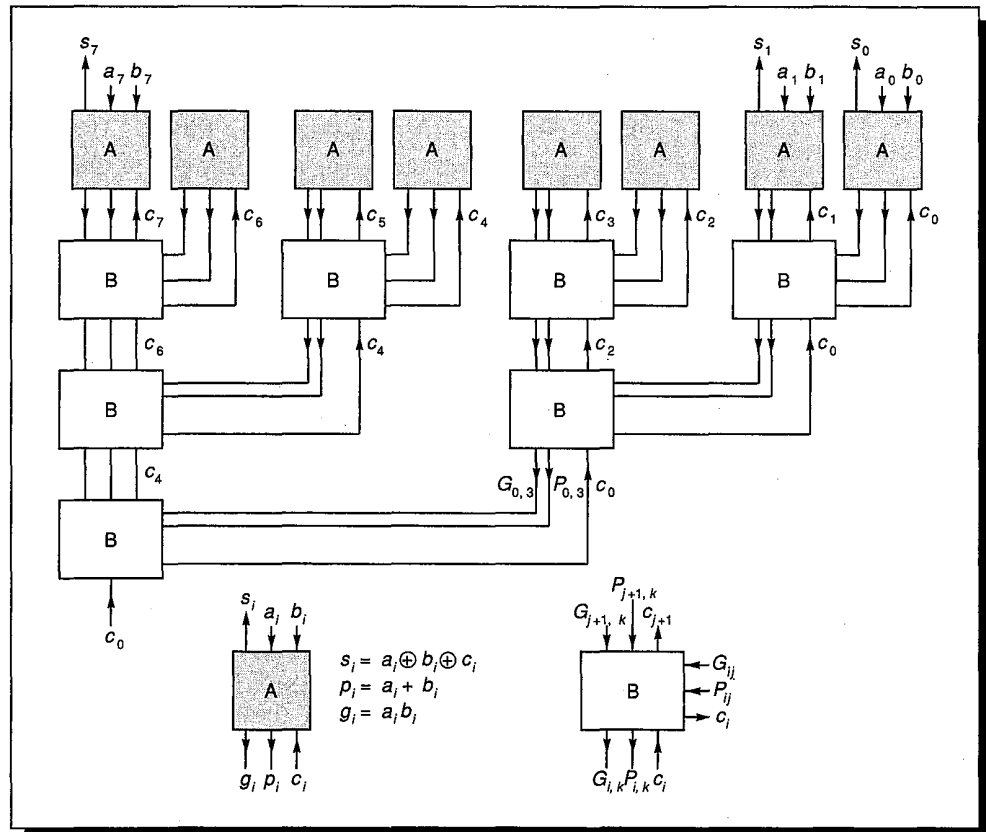 s7 s1 s0
a7 b7 a1 b1 a0 b0
A A A A A A A A
c7 c6 c5 c4 c3 c2 c1 c0
B B B B
c6 c4 c2 c0
B B
c4 G0, 3 P0, 3 c0
B
c0
si ai bi
A
si = ai ⊕ bi ⊕ ci
pi = ai + bi
gi = ai bi
gi pi ci
Pj+1, k
Gj+1, k cj+1
B
Gij
Pij
ci
Gi, k Pi, k ci